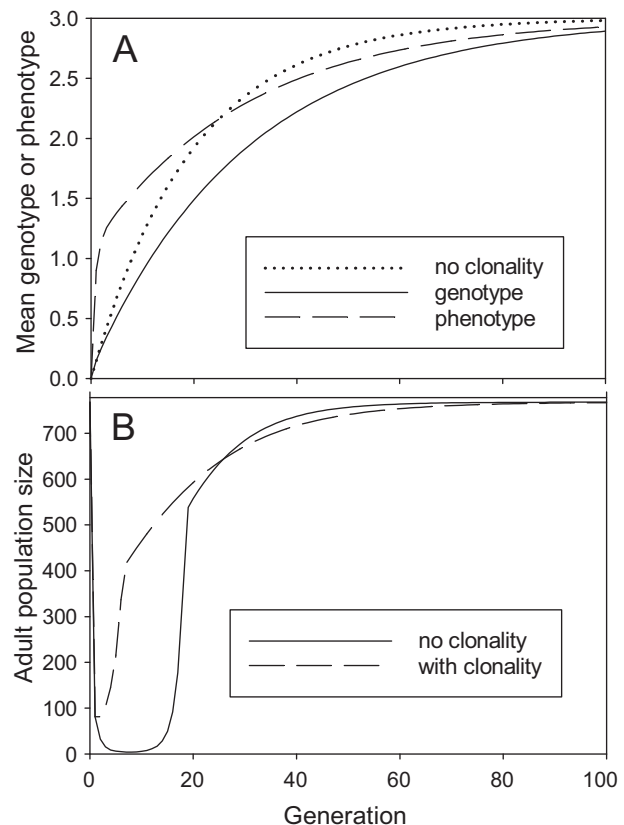 A
Mean genotype or phenotype
3.0
2.5
2.0
1.5
1.0
0.5
0.0
no clonality
genotype
phenotype
B
Adult population size
700
600
500
400
300
200
100
0
no clonality
with clonality
0
20
40
60
80
100
Generation